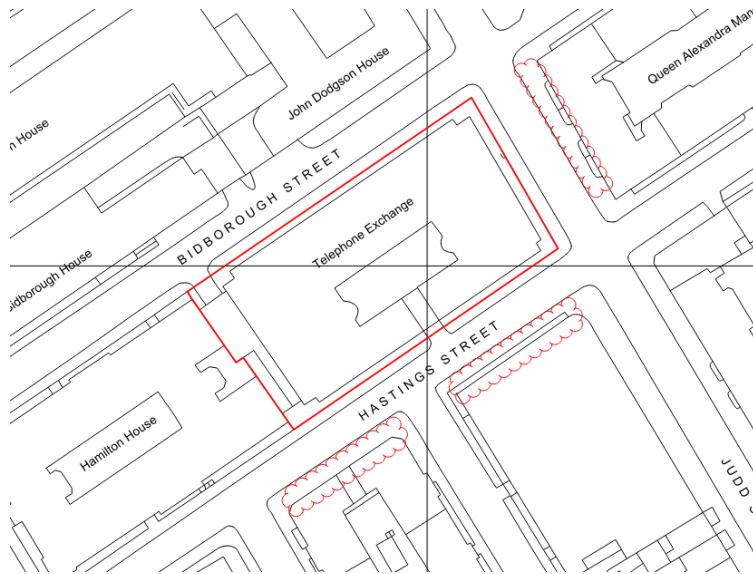 Queen Alexandra Man
John Dodgson House
n House
BIDBOROUGH STREET
Telephone Exchange
Bidborough House
HASTINGS STREET
Hamilton House
JUDD S